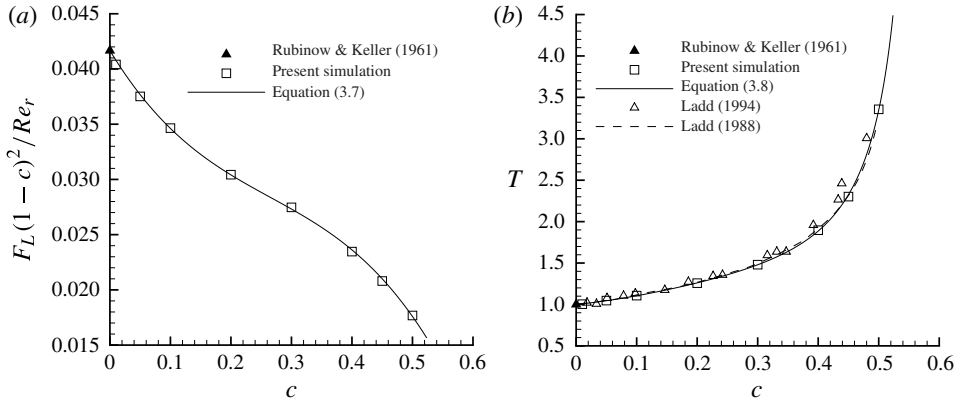 (a)
0.045
0.040
0.035
0.030
0.025
0.020
0.015
F_L(1 − c)²/Re_r
0 0.1 0.2 0.3 0.4 0.5 0.6
c
Rubinow & Keller (1961)
Present simulation
Equation (3.7)
(b)
4.5
4.0
3.5
3.0
2.5
2.0
1.5
1.0
0.5
T
0 0.1 0.2 0.3 0.4 0.5 0.6
c
Rubinow & Keller (1961)
Present simulation
Equation (3.8)
Ladd (1994)
Ladd (1988)